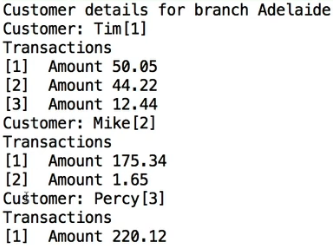 Customer details for branch Adelaide
Customer: Tim[1]
Transactions
[1]  Amount 50.05
[2]  Amount 44.22
[3]  Amount 12.44
Customer: Mike[2]
Transactions
[1]  Amount 175.34
[2]  Amount 1.65
Customer: Percy[3]
Transactions
[1]  Amount 220.12